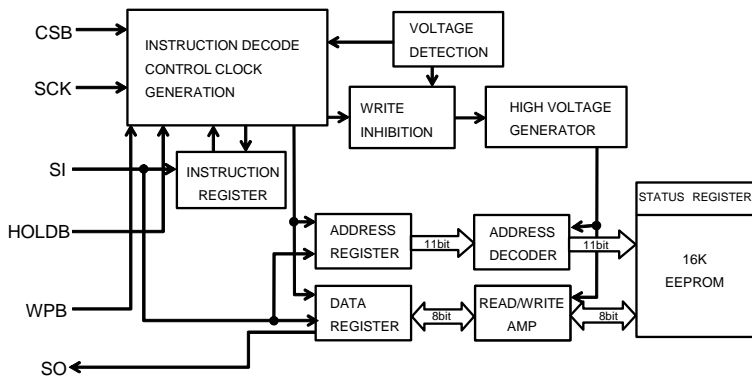 CSB
SCK
SI
HOLDB
WPB
SO
INSTRUCTION DECODE
CONTROL CLOCK
GENERATION
VOLTAGE
DETECTION
WRITE
INHIBITION
HIGH VOLTAGE
GENERATOR
INSTRUCTION
REGISTER
ADDRESS
REGISTER
11bit
ADDRESS
DECODER
11bit
DATA
REGISTER
8bit
READ/WRITE
AMP
8bit
STATUS REGISTER
16K
EEPROM